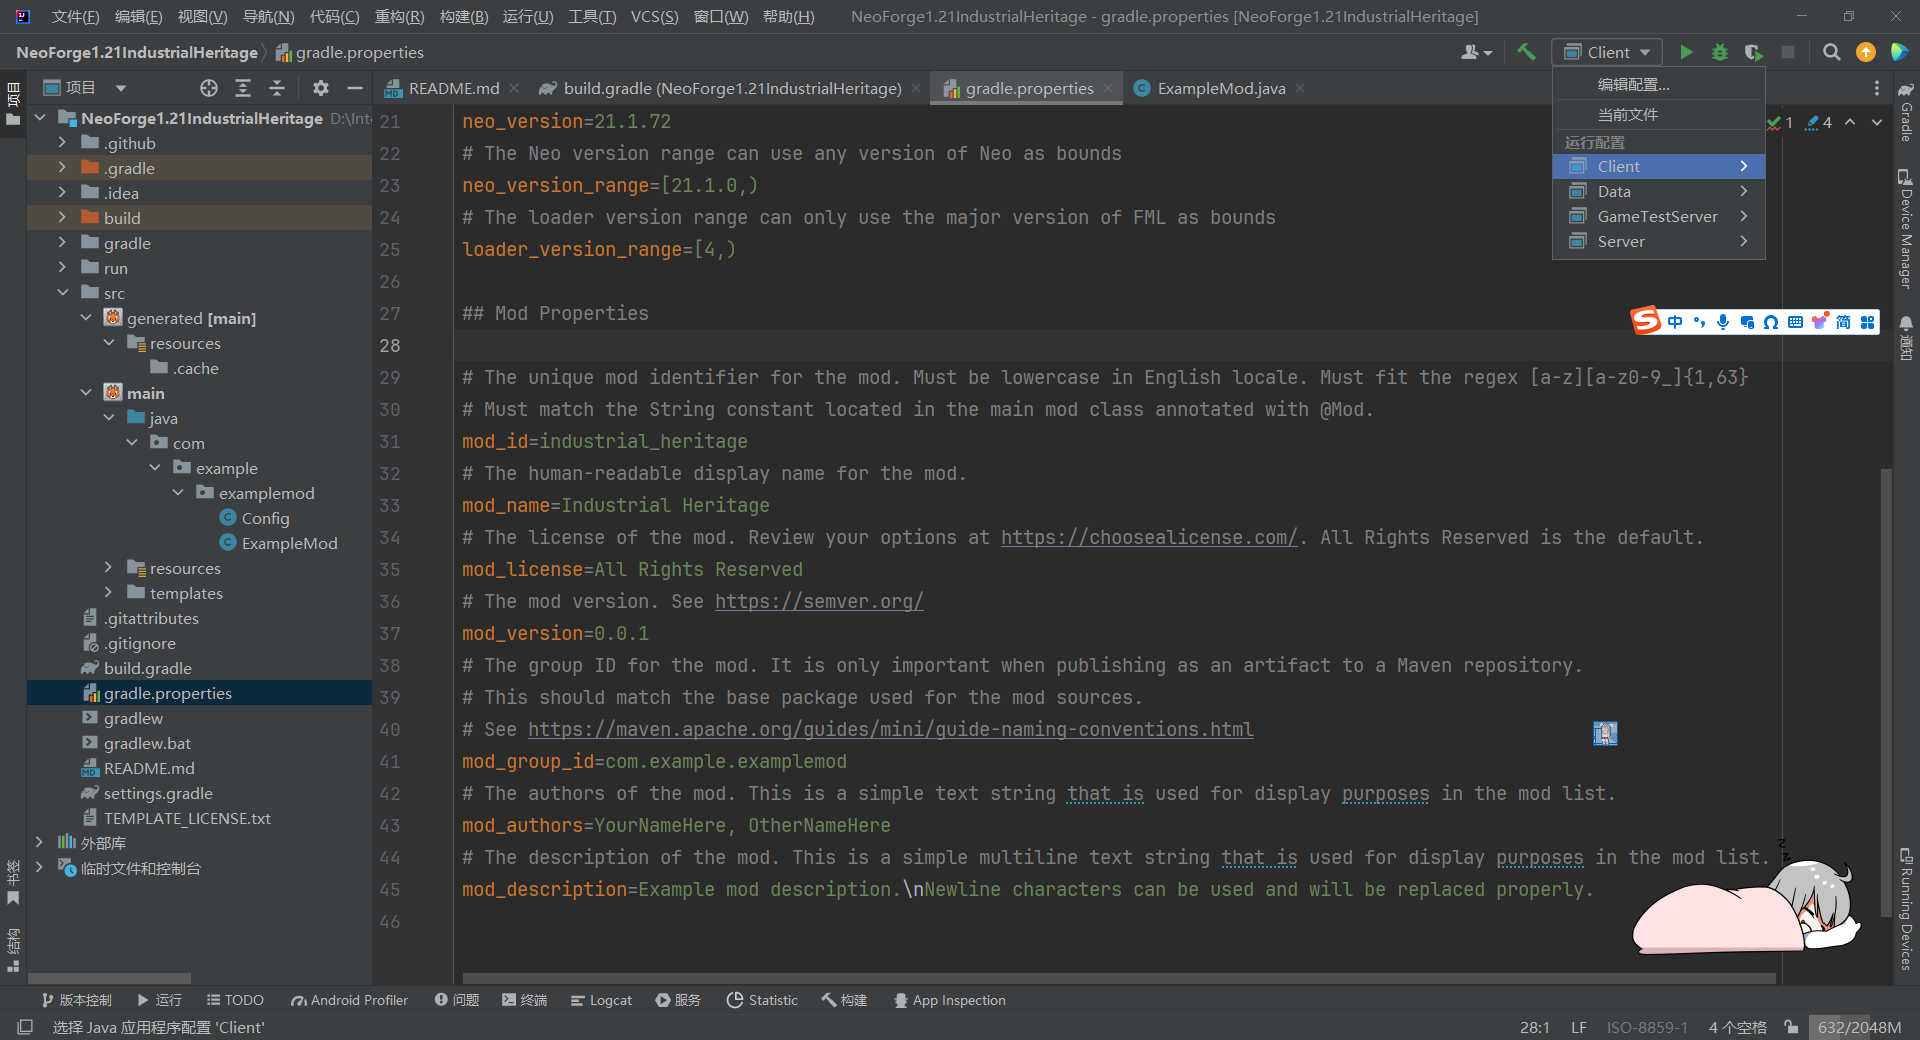 文件(F) 编辑(E) 视图(V) 导航(N) 代码(C) 重构(R) 构建(B) 运行(U) 工具(T) VCS(S) 窗口(W) 帮助(H) NeoForge1.21IndustrialHeritage - gradle.properties [NeoForge1.21IndustrialHeritage]
NeoForge1.21IndustrialHeritage gradle.properties Client
项目 README.md build.gradle (NeoForge1.21IndustrialHeritage) gradle.properties ExampleMod.java
编辑配置...
当前文件
运行配置
Client
Data
GameTestServer
Server
1 4
项目
书签
结构
NeoForge1.21IndustrialHeritage D:\Inte
.github
.gradle
.idea
build
gradle
run
src
generated [main]
resources
.cache
main
java
com
example
examplemod
Config
ExampleMod
resources
templates
.gitattributes
.gitignore
build.gradle
gradle.properties
gradlew
gradlew.bat
README.md
settings.gradle
TEMPLATE_LICENSE.txt
外部库
临时文件和控制台
21 neo_version=21.1.72
22 # The Neo version range can use any version of Neo as bounds
23 neo_version_range=[21.1.0,)
24 # The loader version range can only use the major version of FML as bounds
25 loader_version_range=[4,)
26
27 ## Mod Properties
28
29 # The unique mod identifier for the mod. Must be lowercase in English locale. Must fit the regex [a-z][a-z0-9_]{1,63}
30 # Must match the String constant located in the main mod class annotated with @Mod.
31 mod_id=industrial_heritage
32 # The human-readable display name for the mod.
33 mod_name=Industrial Heritage
34 # The license of the mod. Review your options at https://choosealicense.com/. All Rights Reserved is the default.
35 mod_license=All Rights Reserved
36 # The mod version. See https://semver.org/
37 mod_version=0.0.1
38 # The group ID for the mod. It is only important when publishing as an artifact to a Maven repository.
39 # This should match the base package used for the mod sources.
40 # See https://maven.apache.org/guides/mini/guide-naming-conventions.html
41 mod_group_id=com.example.examplemod
42 # The authors of the mod. This is a simple text string that is used for display purposes in the mod list.
43 mod_authors=YourNameHere, OtherNameHere
44 # The description of the mod. This is a simple multiline text string that is used for display purposes in the mod list.
45 mod_description=Example mod description.\nNewline characters can be used and will be replaced properly.
46
S 中 简
z
z
Gradle
Device Manager
通知
Running Devices
版本控制 运行 TODO Android Profiler 问题 终端 Logcat 服务 Statistic 构建 App Inspection
选择 Java 应用程序配置 'Client' 28:1 LF ISO-8859-1 4 个空格 632/2048M